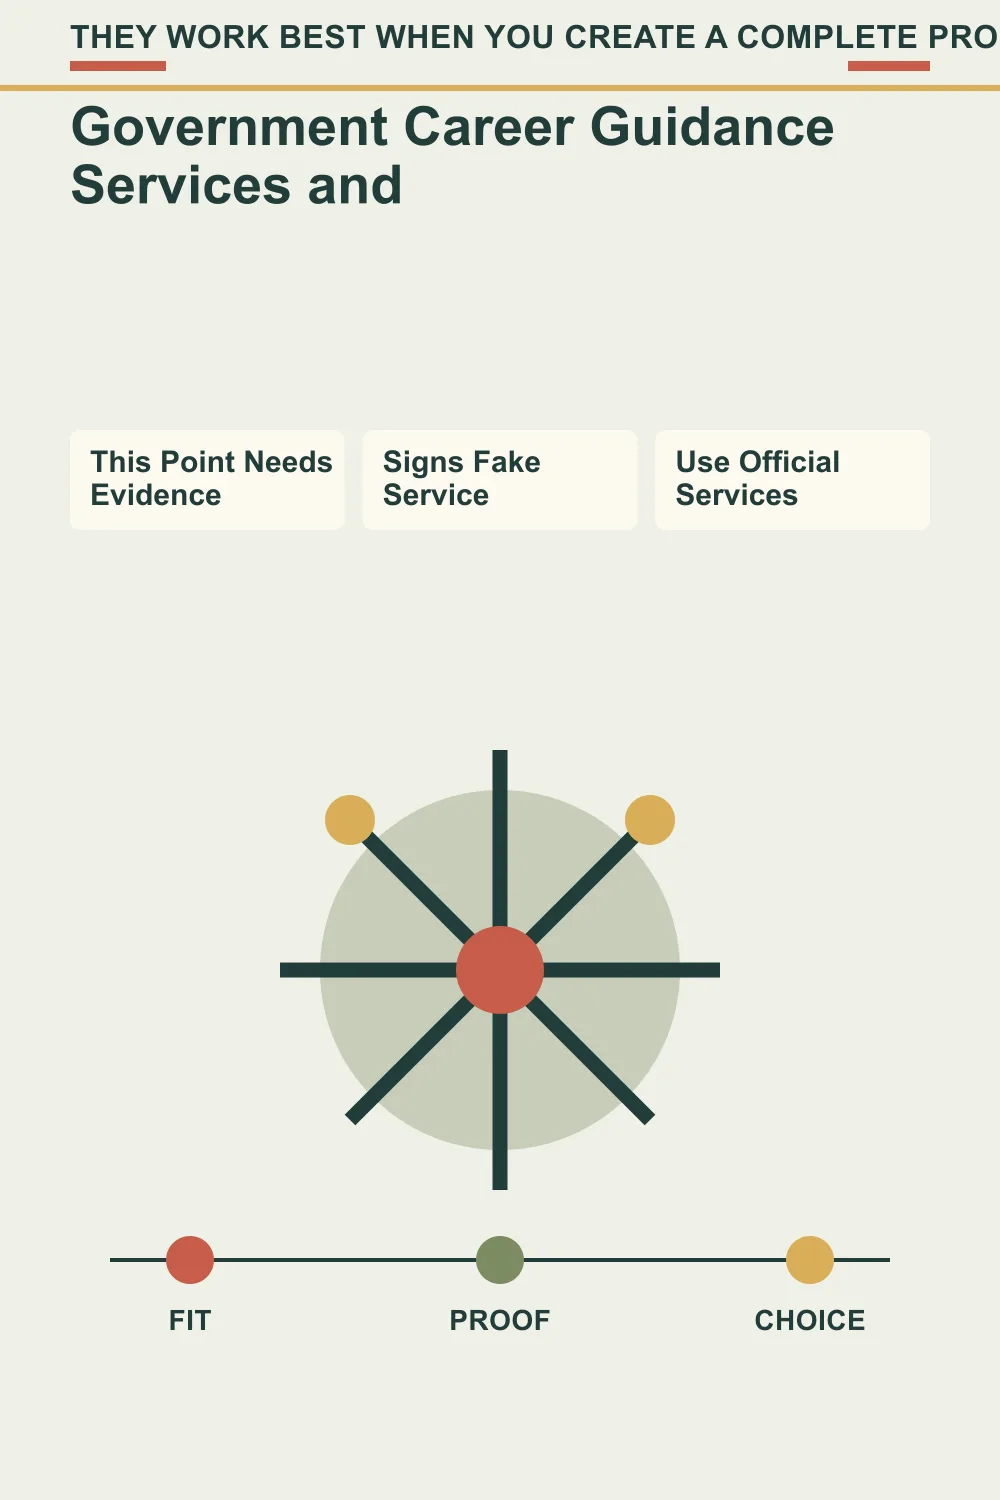 THEY WORK BEST WHEN YOU CREATE A COMPLETE PRO
Government Career Guidance
Services and
This Point Needs
Evidence
Signs Fake
Service
Use Official
Services
FIT
PROOF
CHOICE